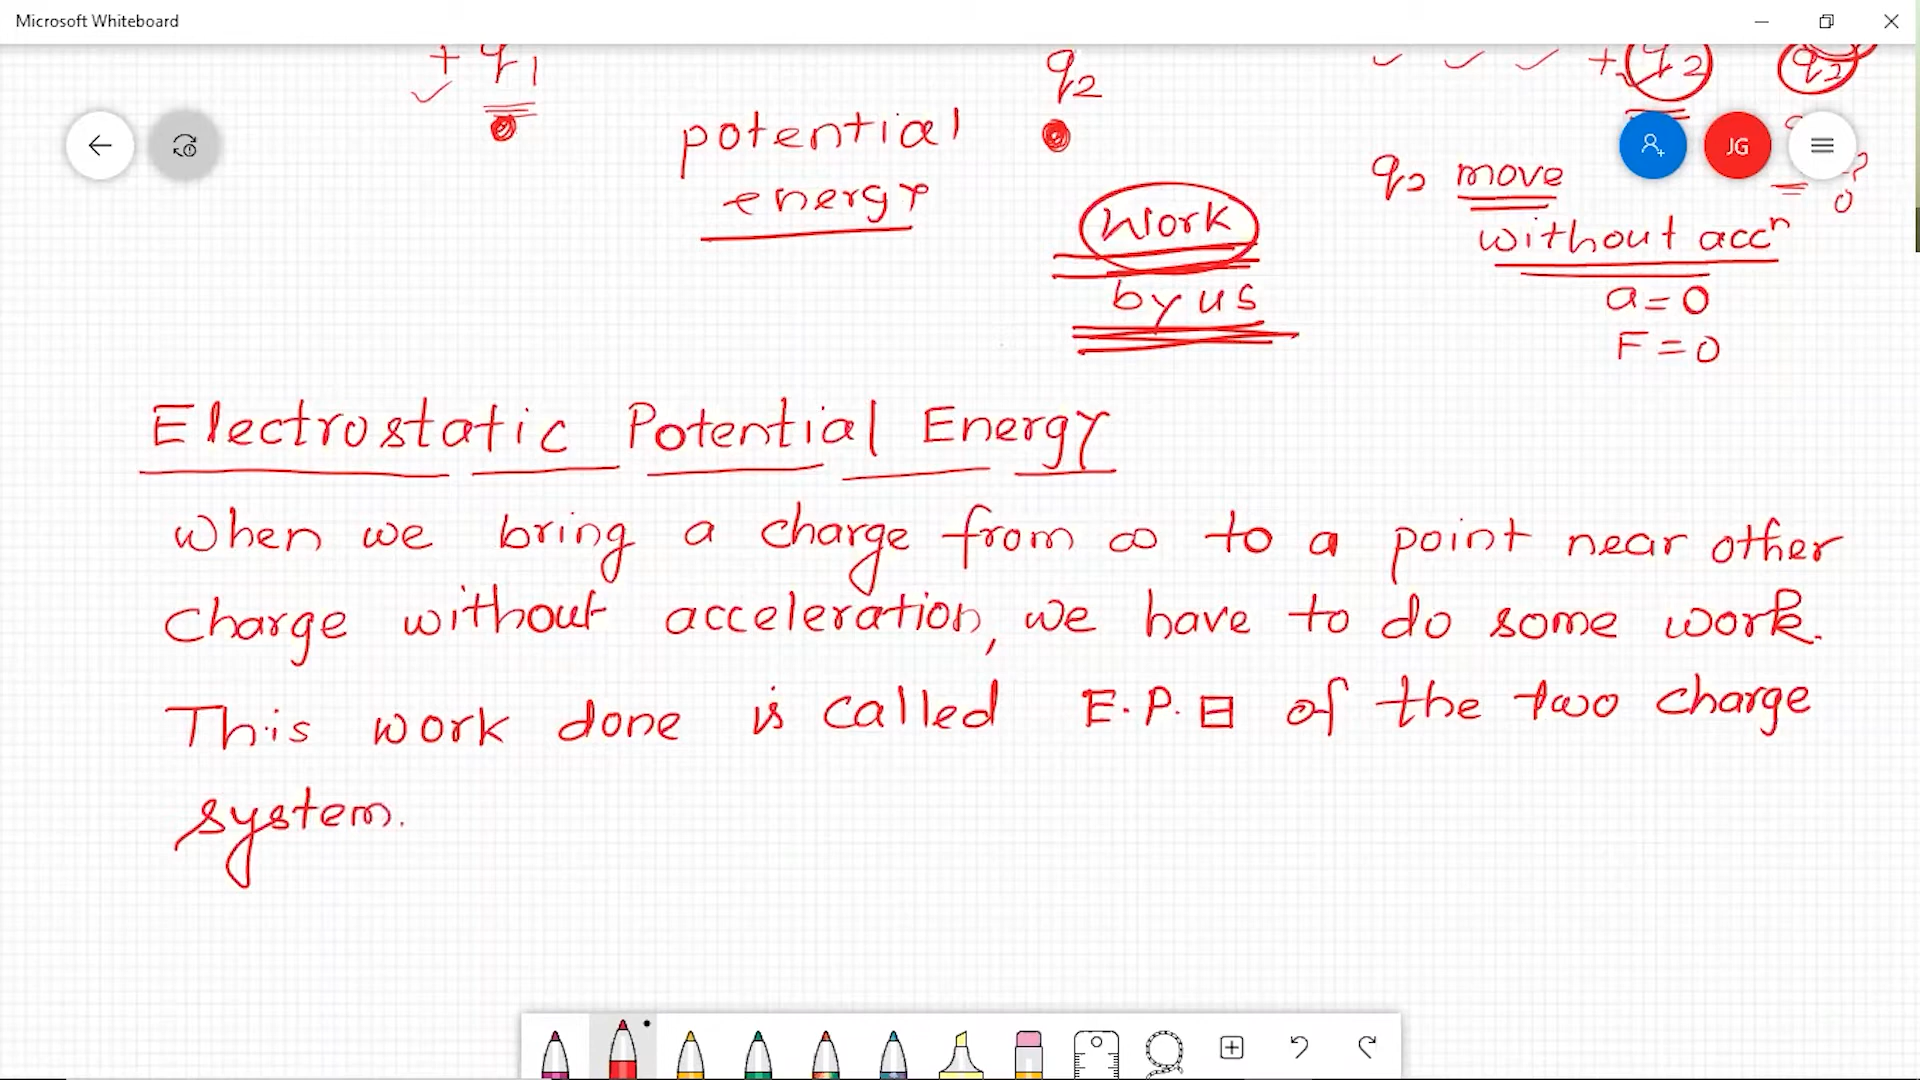 Microsoft Whiteboard
+ q1
q2
+ q2 q2
potential
energy
Work
by us
q2 move
without accⁿ
a = 0
F = 0
JG
Electrostatic Potential Energy
When we bring a charge from ∞ to a point near other
charge without acceleration, we have to do some work.
This work done is called E.P.E of the two charge
system.